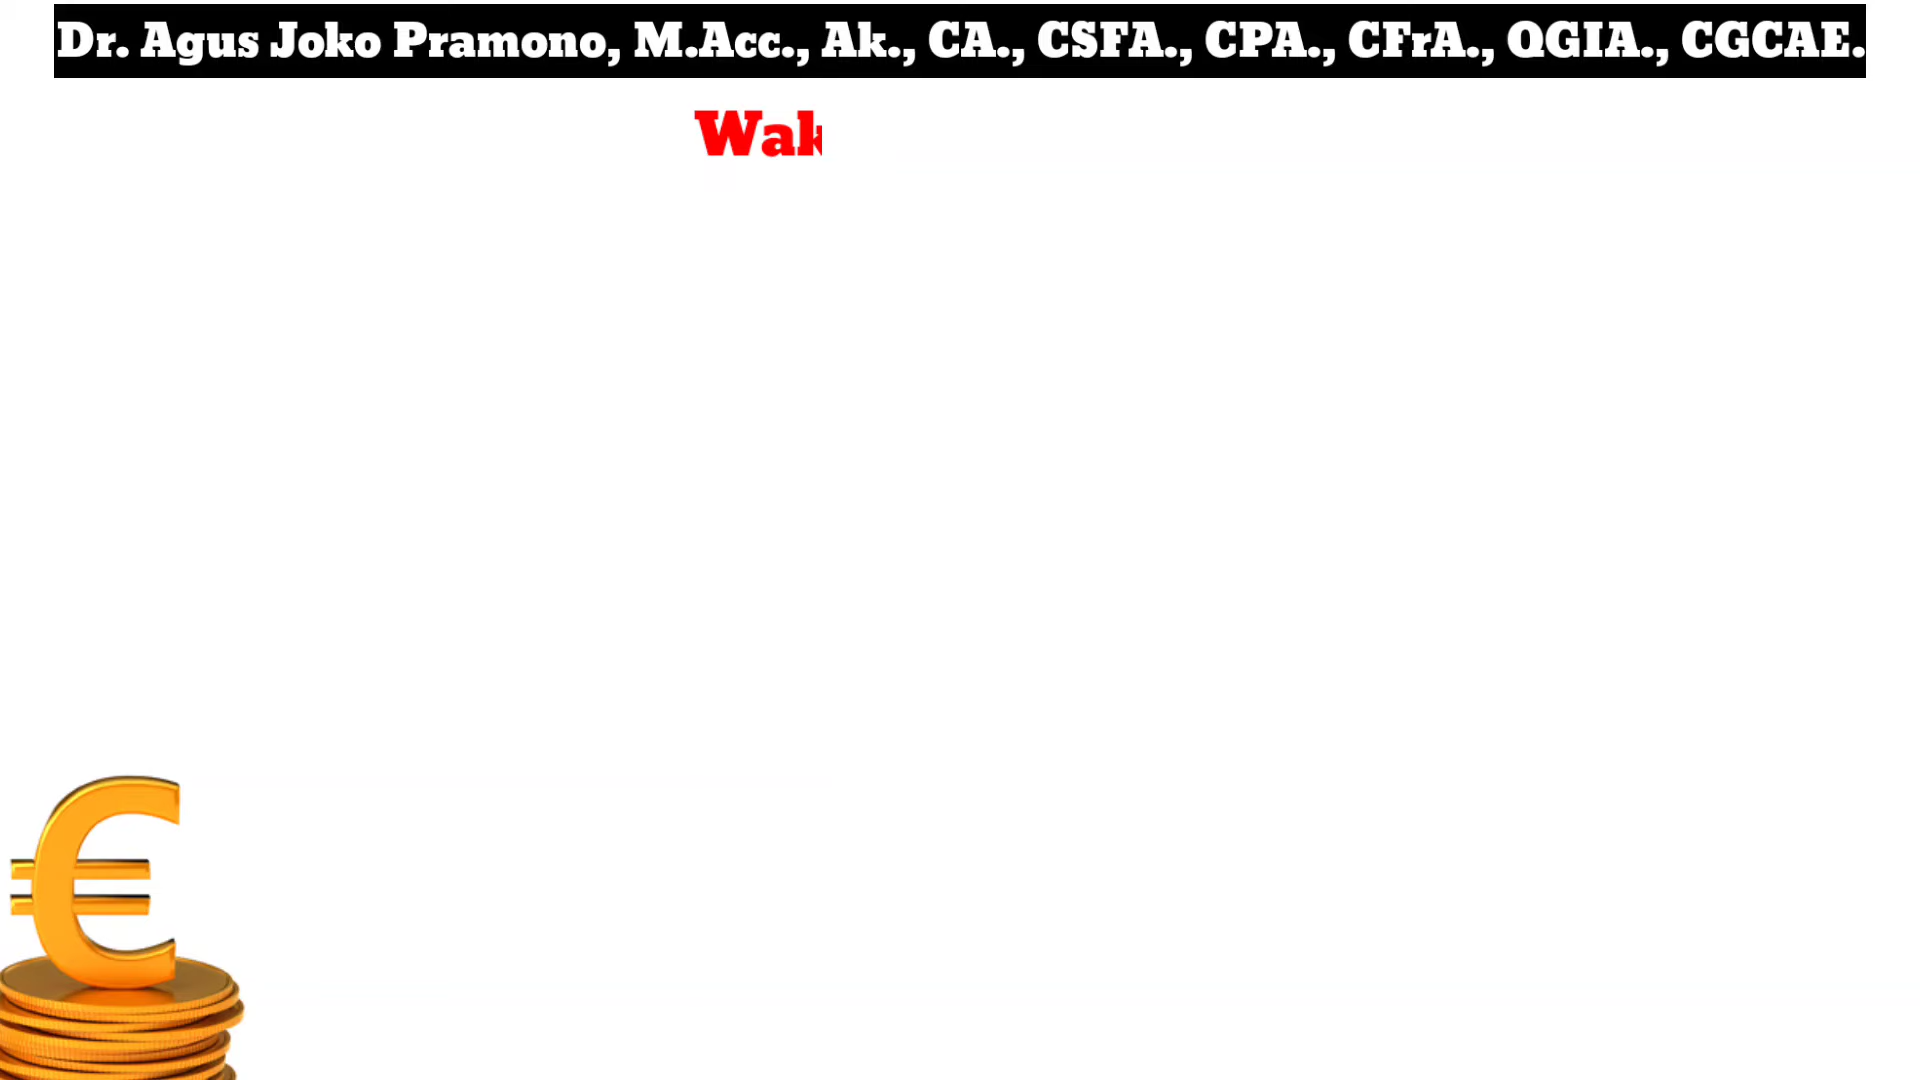 Dr. Agus Joko Pramono, M.Acc., Ak., CA., CSFA., CPA., CFrA., QGIA., CGCAE.
Wak